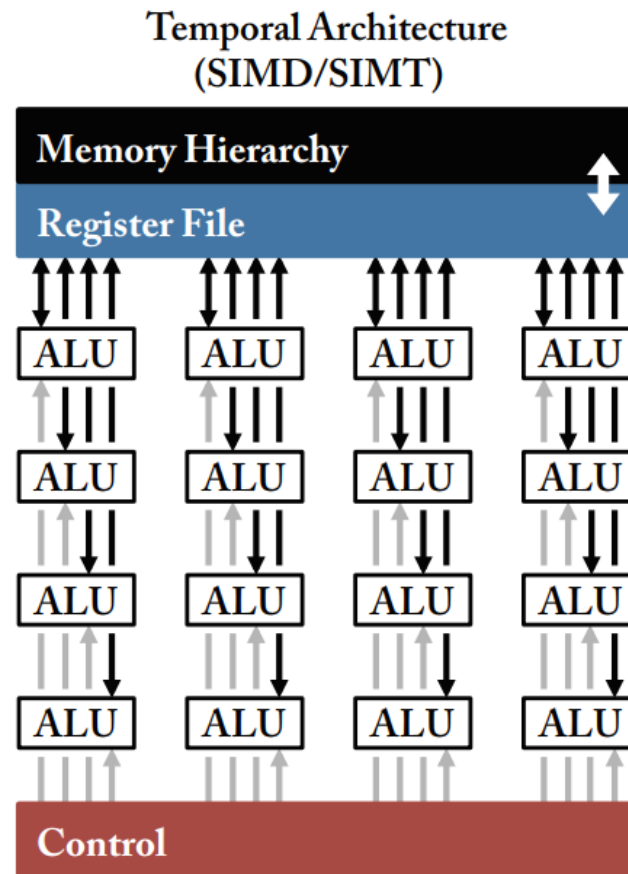 Temporal Architecture
(SIMD/SIMT)
Memory Hierarchy
Register File
ALU ALU ALU ALU
ALU ALU ALU ALU
ALU ALU ALU ALU
ALU ALU ALU ALU
Control